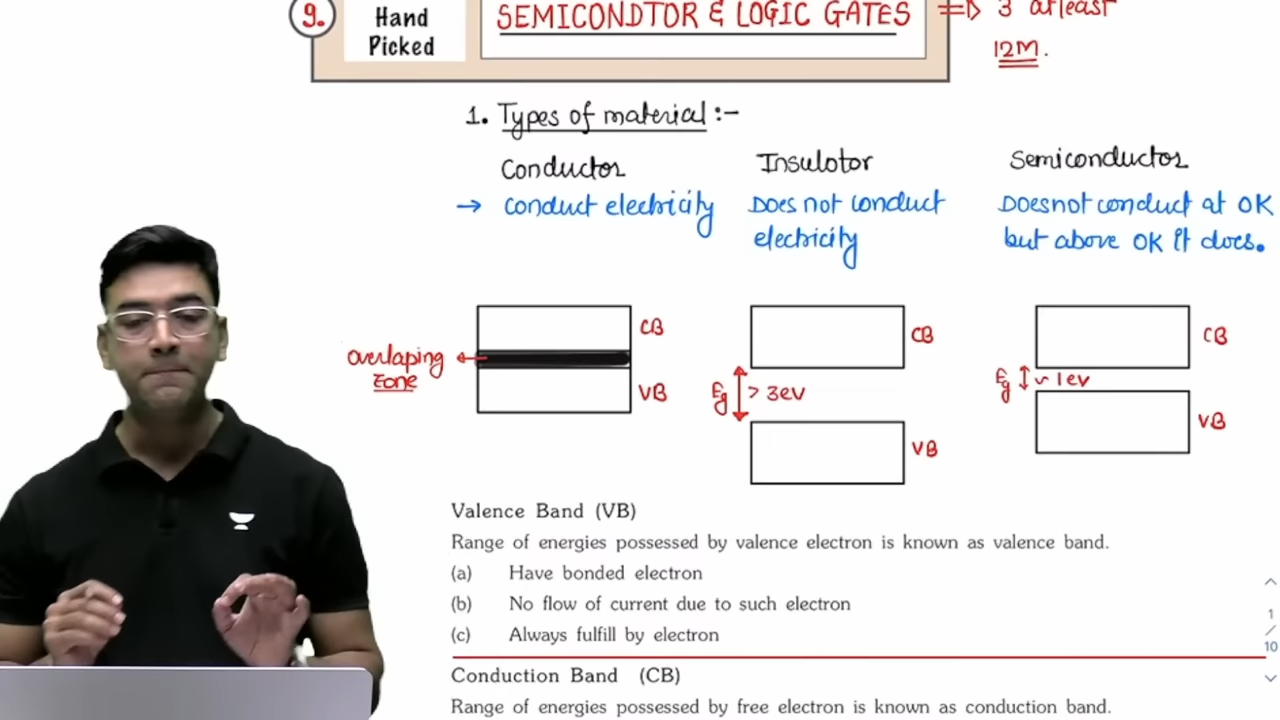 9.
Hand
Picked
SEMICONDTOR & LOGIC GATES
⇒ 3 atleast
12M.
1. Types of material :-
Conductor
Insulotor
Semiconductor
→ conduct electricity
Does not conduct
electricity
Doesnot conduct at 0K
but above 0K it does.
CB
overlaping
zone
VB
CB
Eg > 3ev
VB
CB
Eg ~ 1ev
VB
Valence Band (VB)
Range of energies possessed by valence electron is known as valence band.
(a) Have bonded electron
(b) No flow of current due to such electron
(c) Always fulfill by electron
1
/
10
Conduction Band (CB)
Range of energies possessed by free electron is known as conduction band.